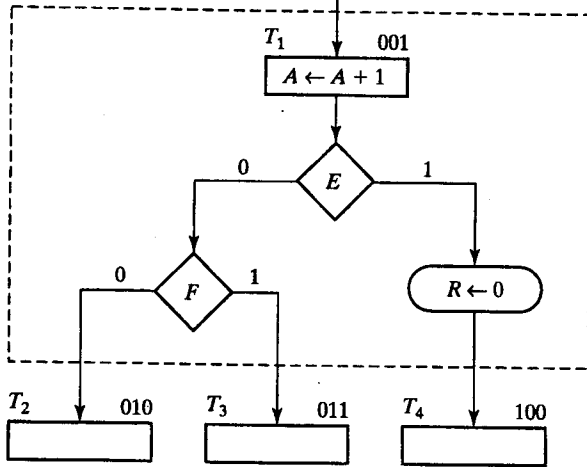 T₁ 001
A ← A + 1
0 E 1
0 F 1
R ← 0
T₂ 010 T₃ 011 T₄ 100